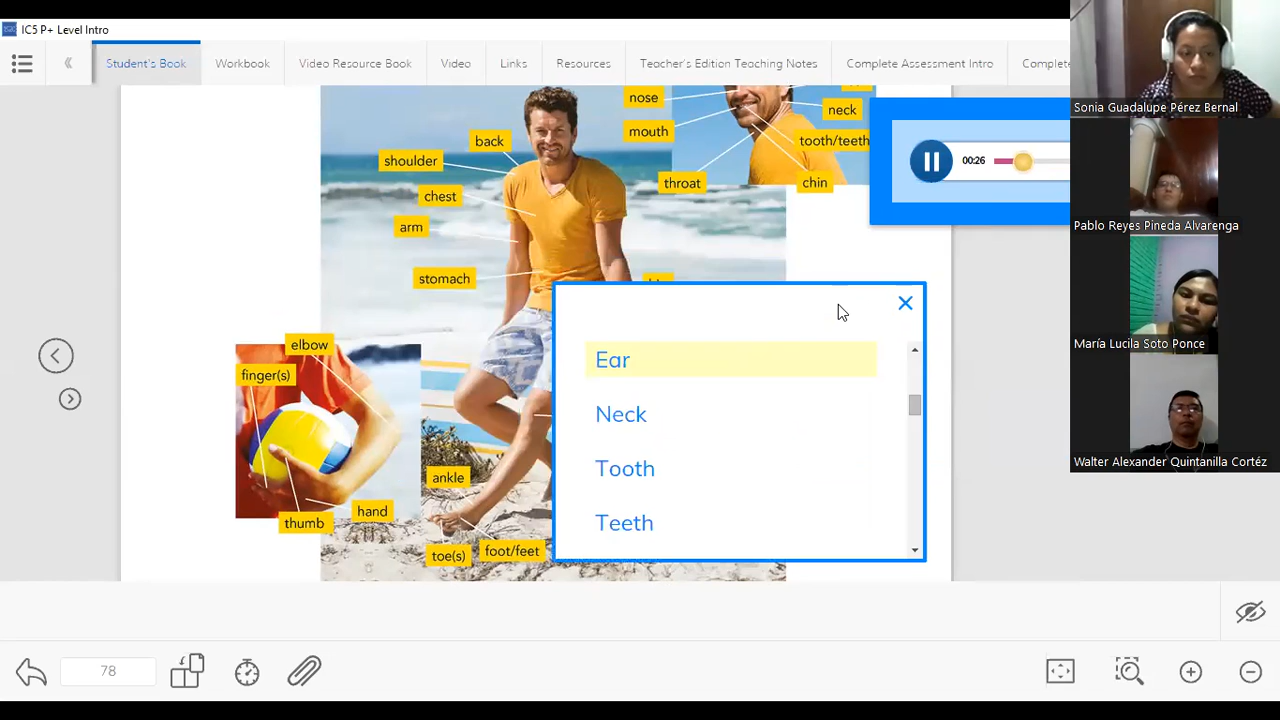 IC5 P+ Level Intro
Student's Book
Workbook
Video Resource Book
Video
Links
Resources
Teacher's Edition Teaching Notes
Complete Assessment Intro
Complete
nose
neck
mouth
tooth/teeth
back
shoulder
throat
chin
chest
arm
stomach
elbow
finger(s)
ankle
hand
thumb
toe(s)
foot/feet
00:26
Ear
Neck
Tooth
Teeth
78
Sonia Guadalupe Pérez Bernal
Pablo Reyes Pineda Alvarenga
María Lucila Soto Ponce
Walter Alexander Quintanilla Cortéz